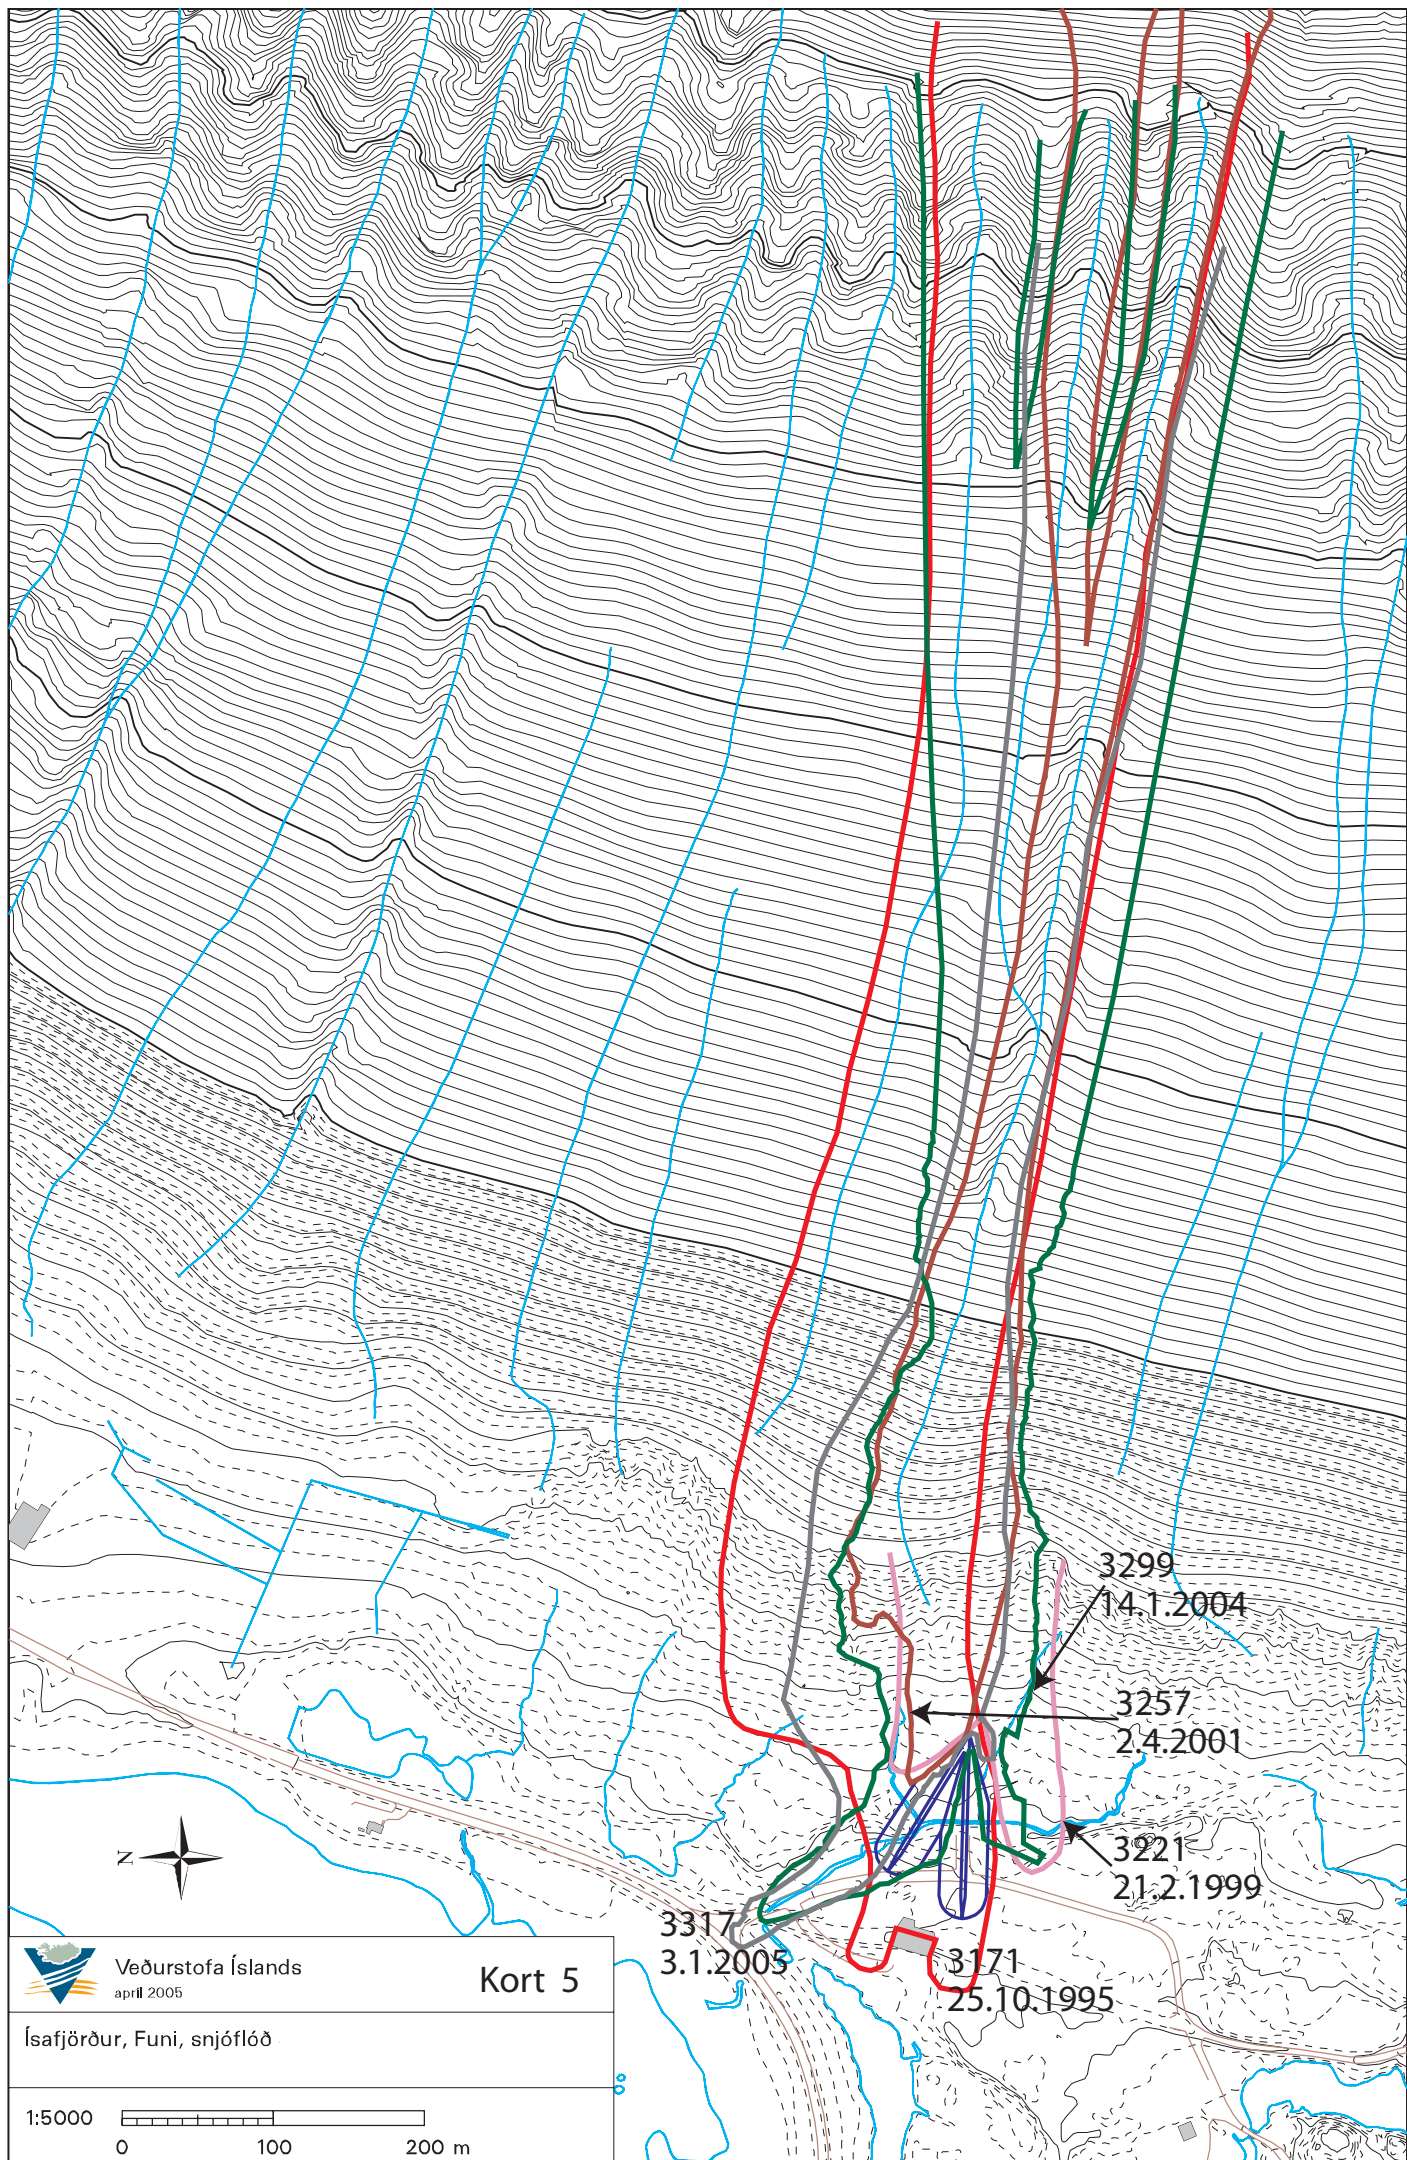 3299
14.1.2004
3257
2.4.2001
3221
21.2.1999
N
3317
3.1.2005
3171
25.10.1995
Veðurstofa Íslands
apríl 2005
Kort 5
Ísafjörður, Funi, snjóflóð
1:5000
0 100 200 m